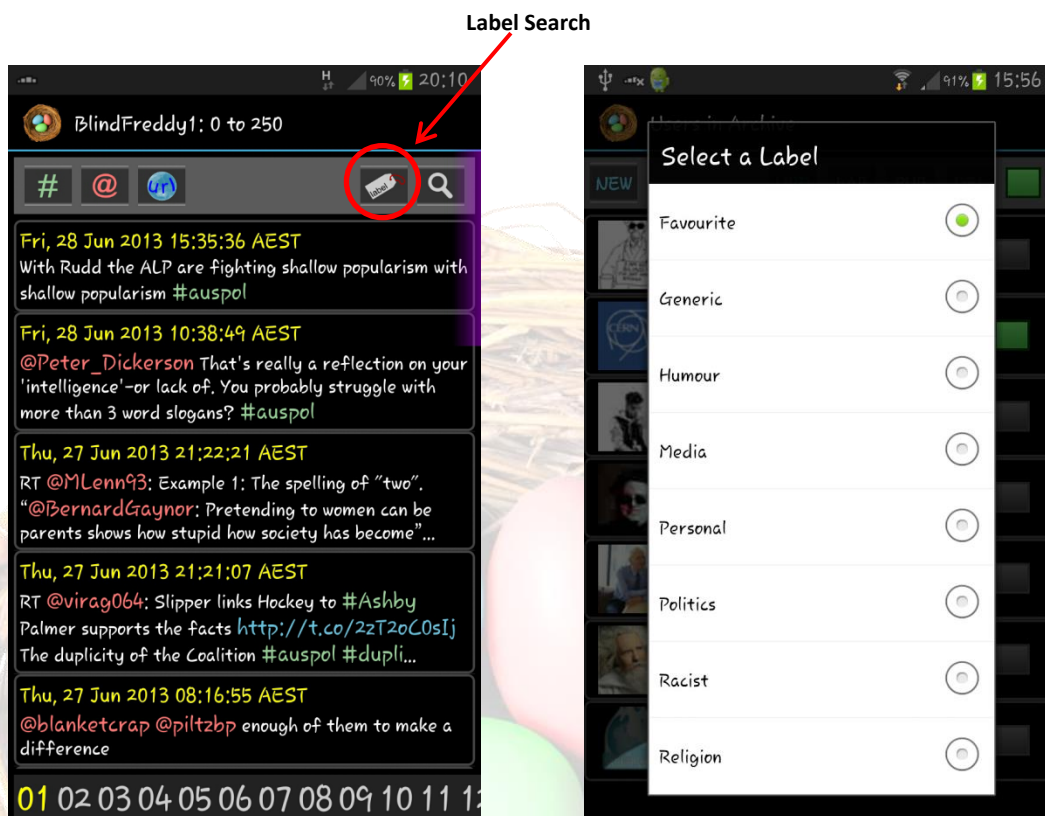 Label Search
H 90% 20:10
BlindFreddy1: 0 to 250
# @ url label
Fri, 28 Jun 2013 15:35:36 AEST
With Rudd the ALP are fighting shallow popularism with
shallow popularism #auspol
Fri, 28 Jun 2013 10:38:49 AEST
@Peter_Dickerson That's really a reflection on your
'intelligence'-or lack of. You probably struggle with
more than 3 word slogans? #auspol
Thu, 27 Jun 2013 21:22:21 AEST
RT @MLenn93: Example 1: The spelling of "two".
"@BernardGaynor: Pretending to women can be
parents shows how stupid how society has become"...
Thu, 27 Jun 2013 21:21:07 AEST
RT @virag064: Slipper links Hockey to #Ashby
Palmer supports the facts http://t.co/2zT2oC0sIj
The duplicity of the Coalition #auspol #dupli...
Thu, 27 Jun 2013 08:16:55 AEST
@blanketcrap @piltzbp enough of them to make a
difference
01 02 03 04 05 06 07 08 09 10 11 12
91% 15:56
Users in Archive
NEW
CERN
Select a Label
Favourite
Generic
Humour
Media
Personal
Politics
Racist
Religion